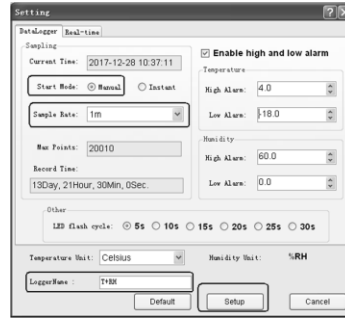 Setting
DataLogger Real-time
Sampling
Current Time: 2017-12-28 10:37:11
Start Mode: Manual Instant
Sample Rate: 1m
Max Points: 20010
Record Time:
13Day, 21Hour, 30Min, 0Sec.
Enable high and low alarm
Temperature
High Alarm: 4.0
Low Alarm: -18.0
Humidity
High Alarm: 60.0
Low Alarm: 0.0
Other
LED flash cycle: 5s 10s 15s 20s 25s 30s
Temperature Unit: Celsius Humidity Unit: %RH
LoggerName : T+RH
Default Setup Cancel